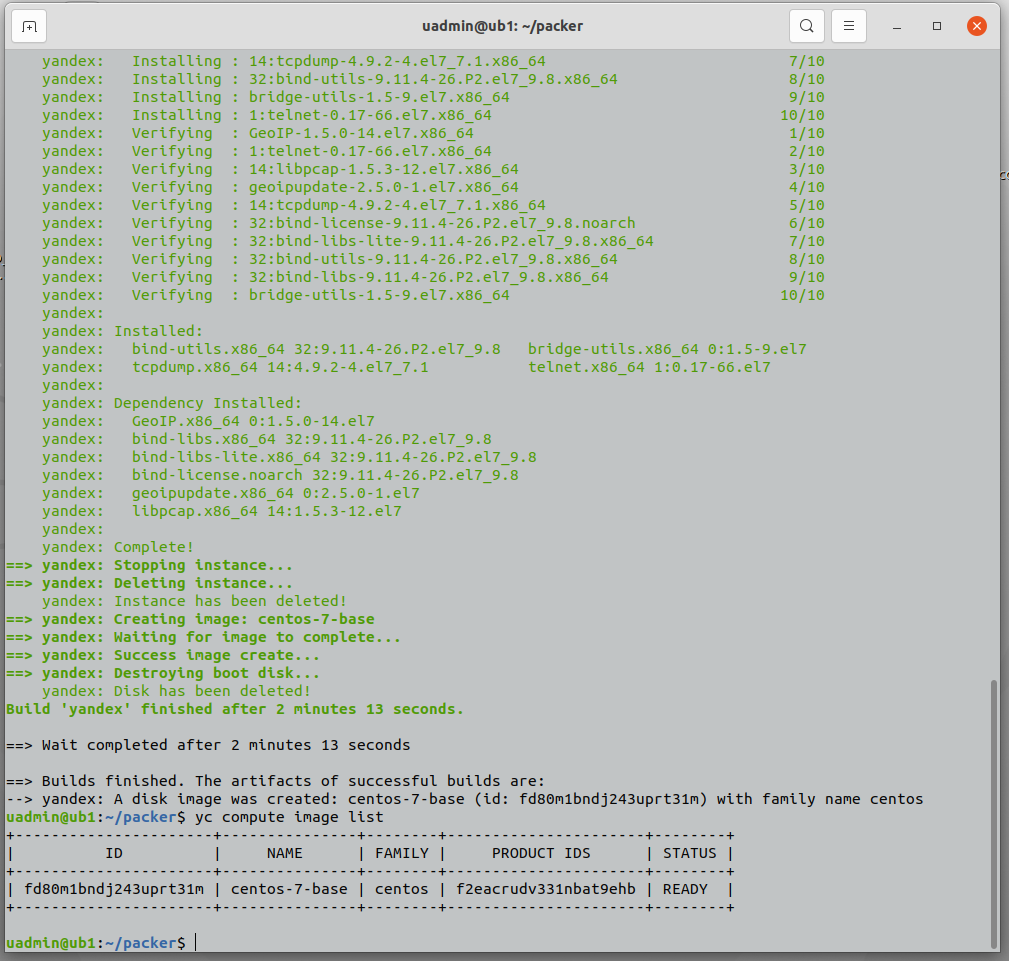 uadmin@ub1: ~/packer
yandex:   Installing : 14:tcpdump-4.9.2-4.el7_7.1.x86_64                           7/10
yandex:   Installing : 32:bind-utils-9.11.4-26.P2.el7_9.8.x86_64                   8/10
yandex:   Installing : bridge-utils-1.5-9.el7.x86_64                               9/10
yandex:   Installing : 1:telnet-0.17-66.el7.x86_64                                10/10
yandex:   Verifying  : GeoIP-1.5.0-14.el7.x86_64                                   1/10
yandex:   Verifying  : 1:telnet-0.17-66.el7.x86_64                                 2/10
yandex:   Verifying  : 14:libpcap-1.5.3-12.el7.x86_64                              3/10
yandex:   Verifying  : geoipupdate-2.5.0-1.el7.x86_64                              4/10
yandex:   Verifying  : 14:tcpdump-4.9.2-4.el7_7.1.x86_64                           5/10
yandex:   Verifying  : 32:bind-license-9.11.4-26.P2.el7_9.8.noarch                 6/10
yandex:   Verifying  : 32:bind-libs-lite-9.11.4-26.P2.el7_9.8.x86_64               7/10
yandex:   Verifying  : 32:bind-utils-9.11.4-26.P2.el7_9.8.x86_64                   8/10
yandex:   Verifying  : 32:bind-libs-9.11.4-26.P2.el7_9.8.x86_64                    9/10
yandex:   Verifying  : bridge-utils-1.5-9.el7.x86_64                              10/10
yandex:
yandex: Installed:
yandex:   bind-utils.x86_64 32:9.11.4-26.P2.el7_9.8   bridge-utils.x86_64 0:1.5-9.el7
yandex:   tcpdump.x86_64 14:4.9.2-4.el7_7.1           telnet.x86_64 1:0.17-66.el7
yandex:
yandex: Dependency Installed:
yandex:   GeoIP.x86_64 0:1.5.0-14.el7
yandex:   bind-libs.x86_64 32:9.11.4-26.P2.el7_9.8
yandex:   bind-libs-lite.x86_64 32:9.11.4-26.P2.el7_9.8
yandex:   bind-license.noarch 32:9.11.4-26.P2.el7_9.8
yandex:   geoipupdate.x86_64 0:2.5.0-1.el7
yandex:   libpcap.x86_64 14:1.5.3-12.el7
yandex:
yandex: Complete!
==> yandex: Stopping instance...
==> yandex: Deleting instance...
yandex: Instance has been deleted!
==> yandex: Creating image: centos-7-base
==> yandex: Waiting for image to complete...
==> yandex: Success image create...
==> yandex: Destroying boot disk...
yandex: Disk has been deleted!
Build 'yandex' finished after 2 minutes 13 seconds.
==> Wait completed after 2 minutes 13 seconds
==> Builds finished. The artifacts of successful builds are:
--> yandex: A disk image was created: centos-7-base (id: fd80m1bndj243uprt31m) with family name centos
uadmin@ub1:~/packer$ yc compute image list
+----------------------+---------------+--------+----------------------+--------+
|          ID          |     NAME      | FAMILY |     PRODUCT IDS      | STATUS |
+----------------------+---------------+--------+----------------------+--------+
| fd80m1bndj243uprt31m | centos-7-base | centos | f2eacrudv331nbat9ehb | READY  |
+----------------------+---------------+--------+----------------------+--------+
uadmin@ub1:~/packer$